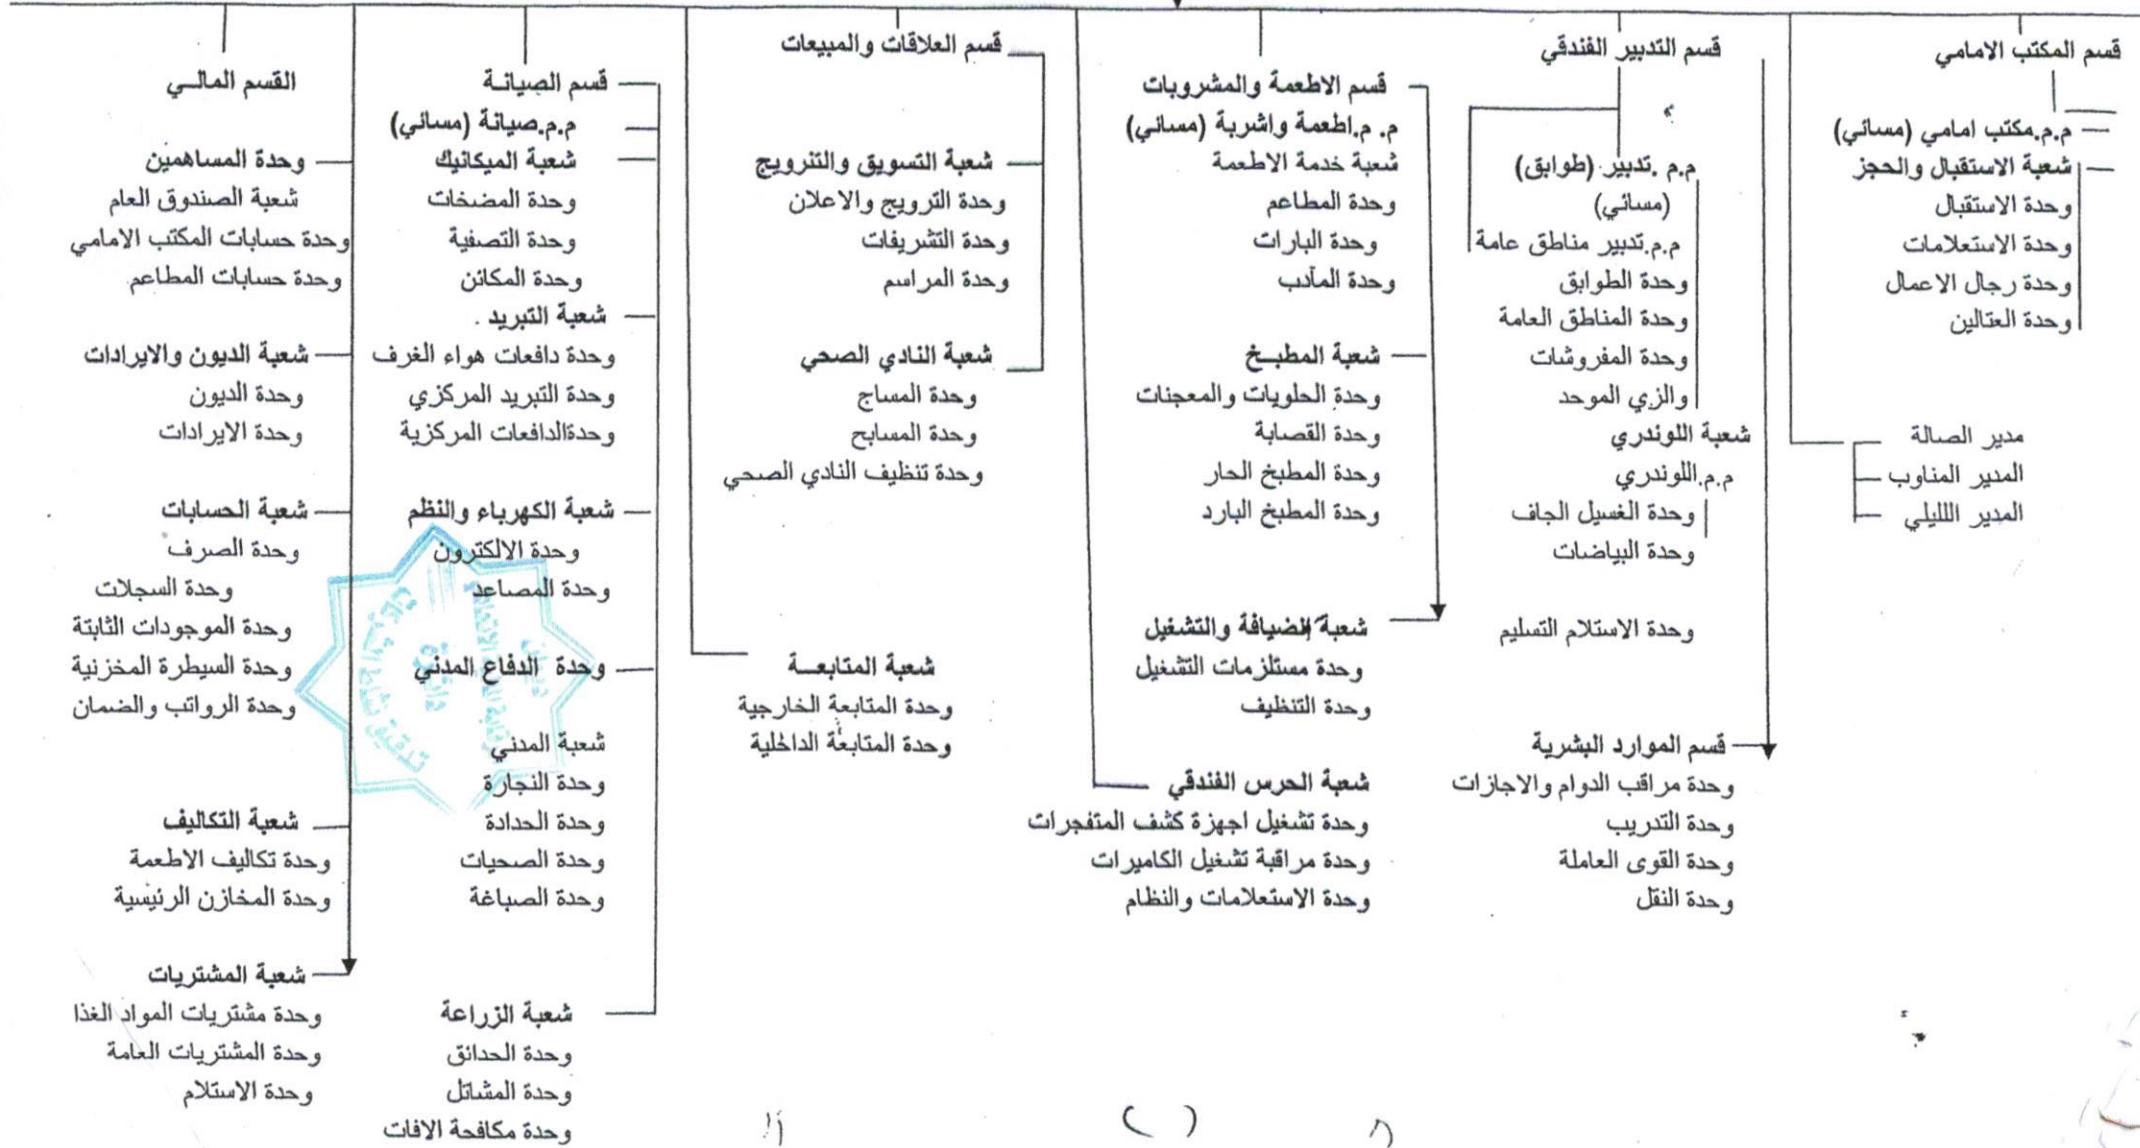 قسم المكتب الامامي
م.م.مكتب امامي (مسائي)
شعبة الاستقبال والحجز
وحدة الاستقبال
وحدة الاستعلامات
وحدة رجال الاعمال
وحدة العتالين
مدير الصالة
المدير المناوب
المدير الليلي
قسم التدبير الفندقي
م.م .تدبير (طوابق)
(مسائي)
م.م.تدبير مناطق عامة
وحدة الطوابق
وحدة المناطق العامة
وحدة المفروشات
والزي الموحد
شعبة اللوندري
م.م.اللوندري
وحدة الغسيل الجاف
وحدة البياضات
وحدة الاستلام التسليم
قسم الموارد البشرية
وحدة مراقب الدوام والاجازات
وحدة التدريب
وحدة القوى العاملة
وحدة النقل
قسم الاطعمة والمشروبات
م. م.اطعمة واشربة (مسائي)
شعبة خدمة الاطعمة
وحدة المطاعم
وحدة البارات
وحدة المآدب
شعبة المطبـخ
وحدة الحلويات والمعجنات
وحدة القصابة
وحدة المطبخ الحار
وحدة المطبخ البارد
شعبة الضيافة والتشغيل
وحدة مستلزمات التشغيل
وحدة التنظيف
شعبة الحرس الفندقي
وحدة تشغيل اجهزة كشف المتفجرات
وحدة مراقبة تشغيل الكاميرات
وحدة الاستعلامات والنظام
قسم العلاقات والمبيعات
شعبة التسويق والتنرويج
وحدة الترويج والاعلان
وحدة التشريفات
وحدة المراسم
شعبة النادي الصحي
وحدة المساج
وحدة المسابح
وحدة تنظيف النادي الصحي
شعبة المتابعــة
وحدة المتابعة الخارجية
وحدة المتابعة الداخلية
قسم الصيانـة
م.م.صيانة (مسائي)
شعبة الميكانيك
وحدة المضخات
وحدة التصفية
وحدة المكائن
شعبة التبريد .
وحدة دافعات هواء الغرف
وحدة التبريد المركزي
وحدةالدافعات المركزية
شعبة الكهرباء والنظم
وحدة الالكترون
وحدة المصاعد
وحدة الدفاع المدني
شعبة المدني
وحدة النجارة
وحدة الحدادة
وحدة الصحيات
وحدة الصباغة
شعبة الزراعة
وحدة الحدائق
وحدة المشاتل
وحدة مكافحة الافات
القسم المالـي
وحدة المساهمين
شعبة الصندوق العام
وحدة حسابات المكتب الامامي
وحدة حسابات المطاعم
شعبة الديون والايرادات
وحدة الديون
وحدة الايرادات
شعبة الحسابات
وحدة الصرف
وحدة السجلات
وحدة الموجودات الثابتة
وحدة السيطرة المخزنية
وحدة الرواتب والضمان
شعبة التكاليف
وحدة تكاليف الاطعمة
وحدة المخازن الرئيسية
شعبة المشتريات
وحدة مشتريات المواد الغذا
وحدة المشتريات العامة
وحدة الاستلام